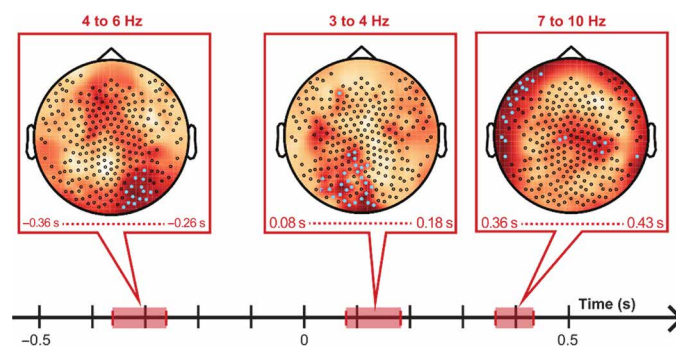 4 to 6 Hz
3 to 4 Hz
7 to 10 Hz
−0.36 s
−0.26 s
0.08 s
0.18 s
0.36 s
0.43 s
Time (s)
−0.5
0
0.5